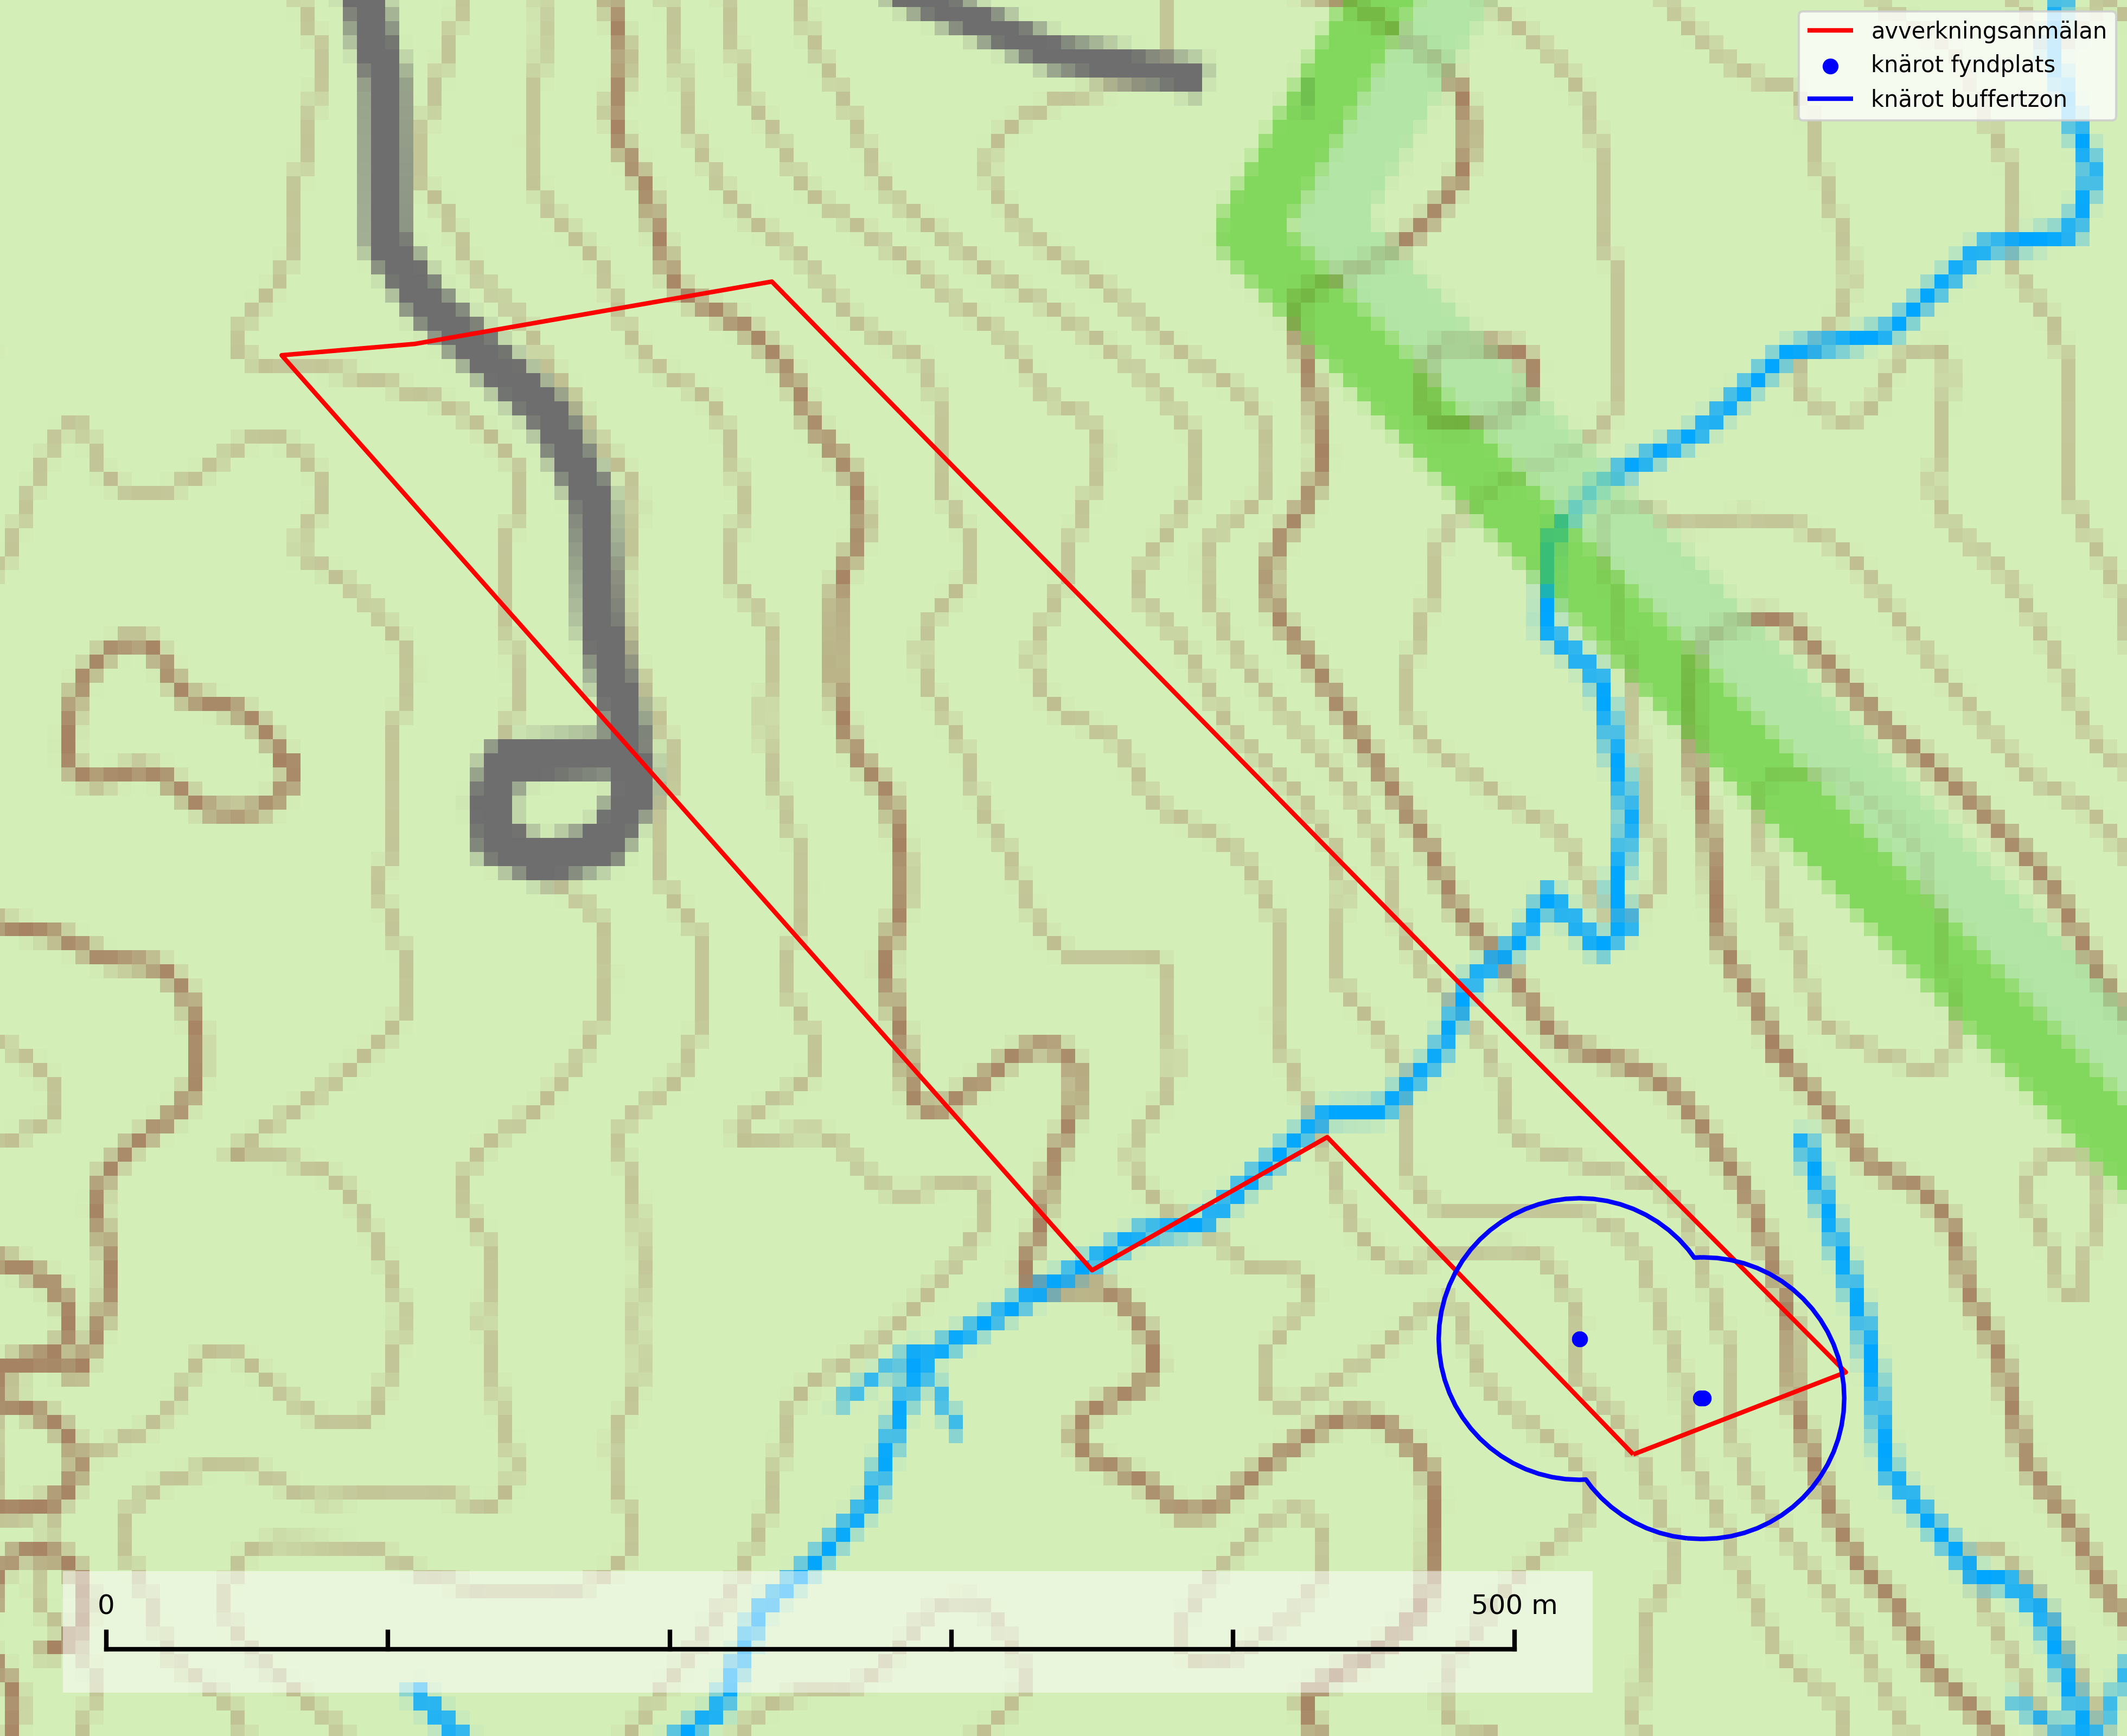 avverkningsanmälan
knärot fyndplats
knärot buffertzon
0
500 m